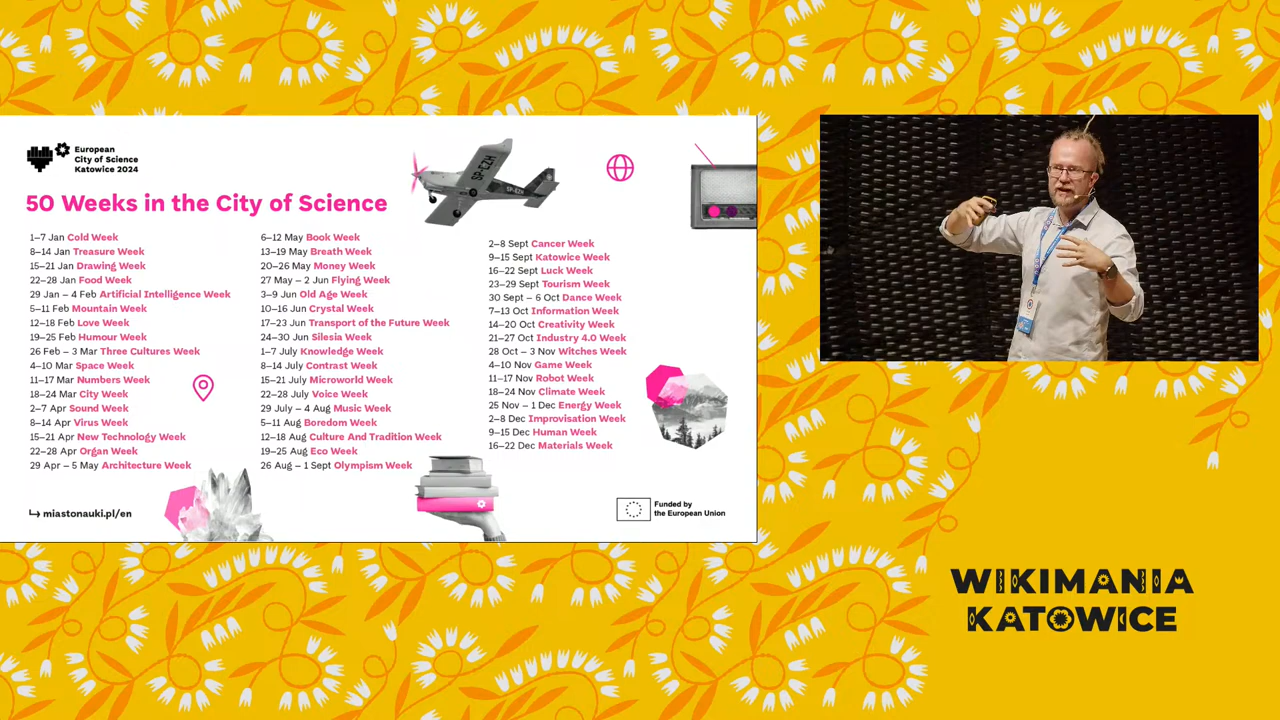 European
City of Science
Katowice 2024
50 Weeks in the City of Science
1–7 Jan Cold Week
8–14 Jan Treasure Week
15–21 Jan Drawing Week
22–28 Jan Food Week
29 Jan – 4 Feb Artificial Intelligence Week
5–11 Feb Mountain Week
12–18 Feb Love Week
19–25 Feb Humour Week
26 Feb – 3 Mar Three Cultures Week
4–10 Mar Space Week
11–17 Mar Numbers Week
18–24 Mar City Week
2–7 Apr Sound Week
8–14 Apr Virus Week
15–21 Apr New Technology Week
22–28 Apr Organ Week
29 Apr – 5 May Architecture Week
6–12 May Book Week
13–19 May Breath Week
20–26 May Money Week
27 May – 2 Jun Flying Week
3–9 Jun Old Age Week
10–16 Jun Crystal Week
17–23 Jun Transport of the Future Week
24–30 Jun Silesia Week
1–7 July Knowledge Week
8–14 July Contrast Week
15–21 July Microworld Week
22–28 July Voice Week
29 July – 4 Aug Music Week
5–11 Aug Boredom Week
12–18 Aug Culture And Tradition Week
19–25 Aug Eco Week
26 Aug – 1 Sept Olympism Week
2–8 Sept Cancer Week
9–15 Sept Katowice Week
16–22 Sept Luck Week
23–29 Sept Tourism Week
30 Sept – 6 Oct Dance Week
7–13 Oct Information Week
14–20 Oct Creativity Week
21–27 Oct Industry 4.0 Week
28 Oct – 3 Nov Witches Week
4–10 Nov Game Week
11–17 Nov Robot Week
18–24 Nov Climate Week
25 Nov – 1 Dec Energy Week
2–8 Dec Improvisation Week
9–15 Dec Human Week
16–22 Dec Materials Week
SP-CZH
SP-CZH
miastonauki.pl/en
Funded by
the European Union
WIKIMANIA
KATOWICE